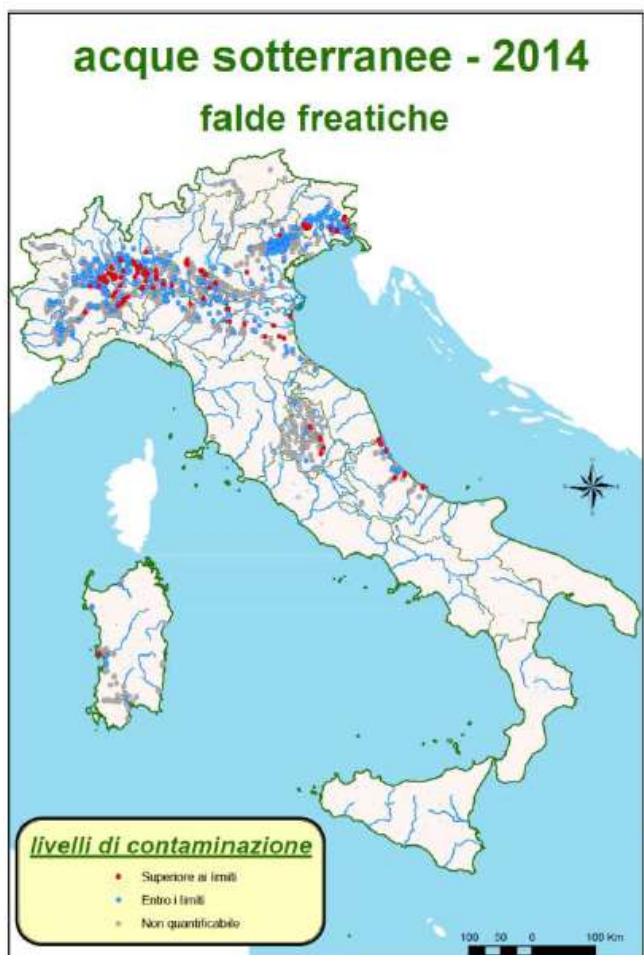 acque sotterranee - 2014
falde freatiche
livelli di contaminazione
Superiore ai limiti
Entro i limiti
Non quantificabile
100 50 0 100 Km